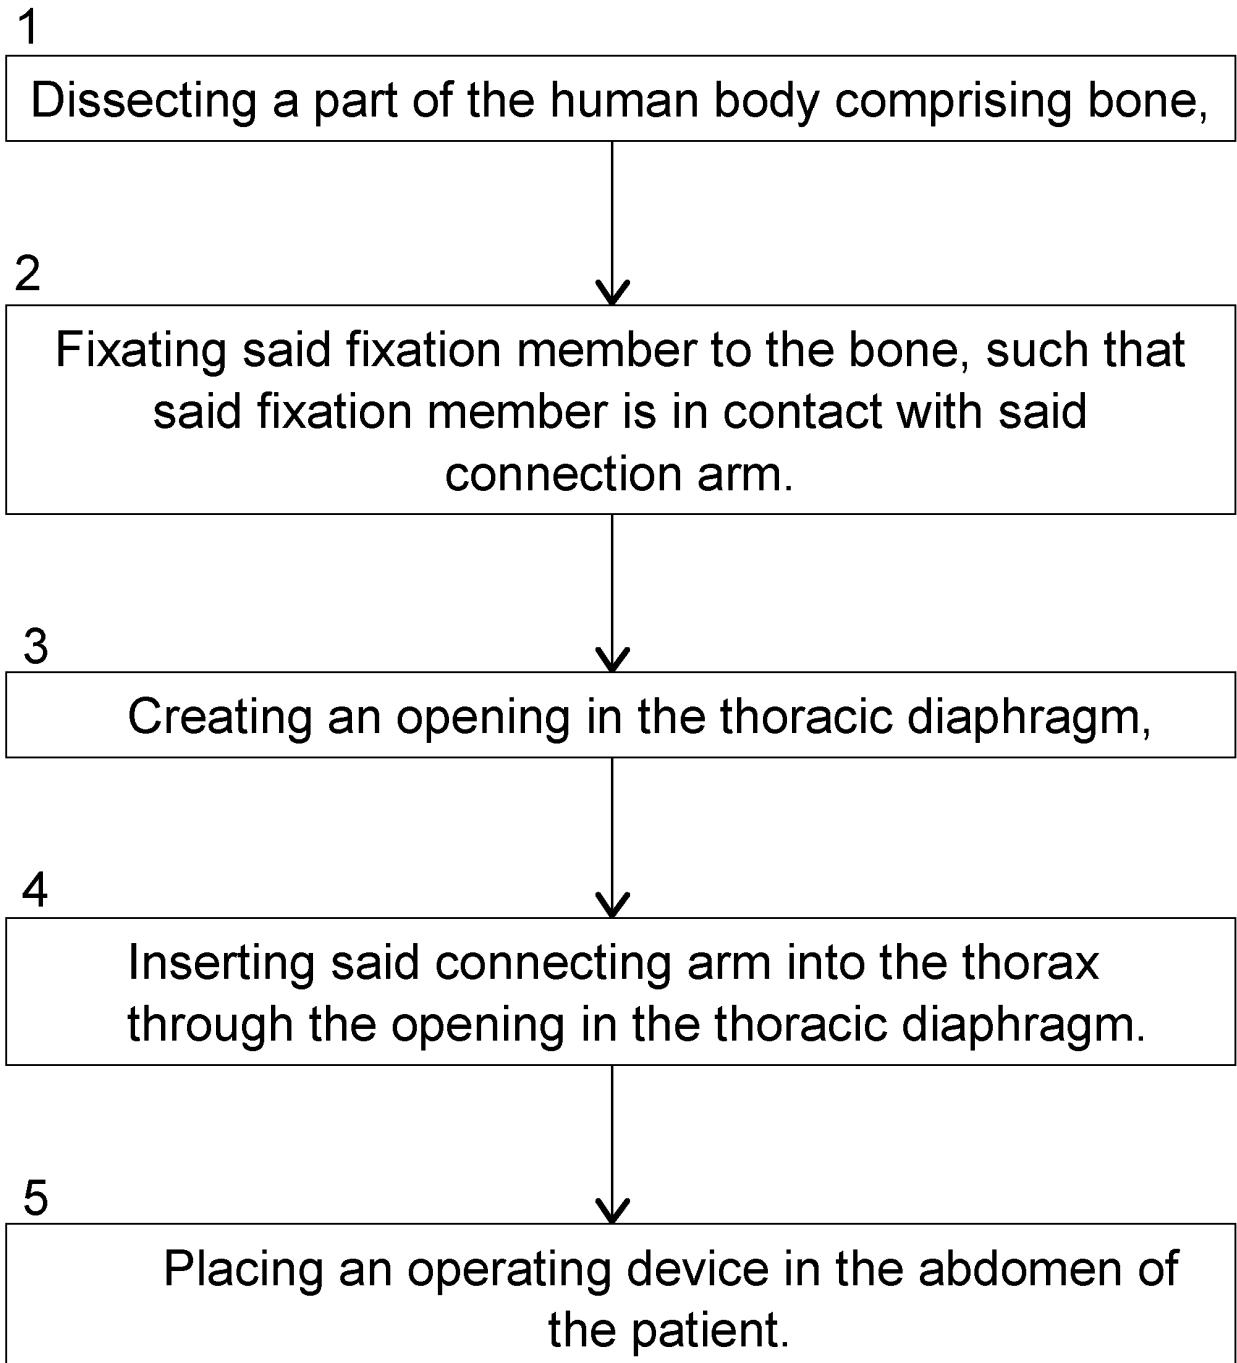 1
Dissecting a part of the human body comprising bone,
2
Fixating said fixation member to the bone, such that
said fixation member is in contact with said
connection arm.
3
Creating an opening in the thoracic diaphragm,
4
Inserting said connecting arm into the thorax
through the opening in the thoracic diaphragm.
5
Placing an operating device in the abdomen of
the patient.